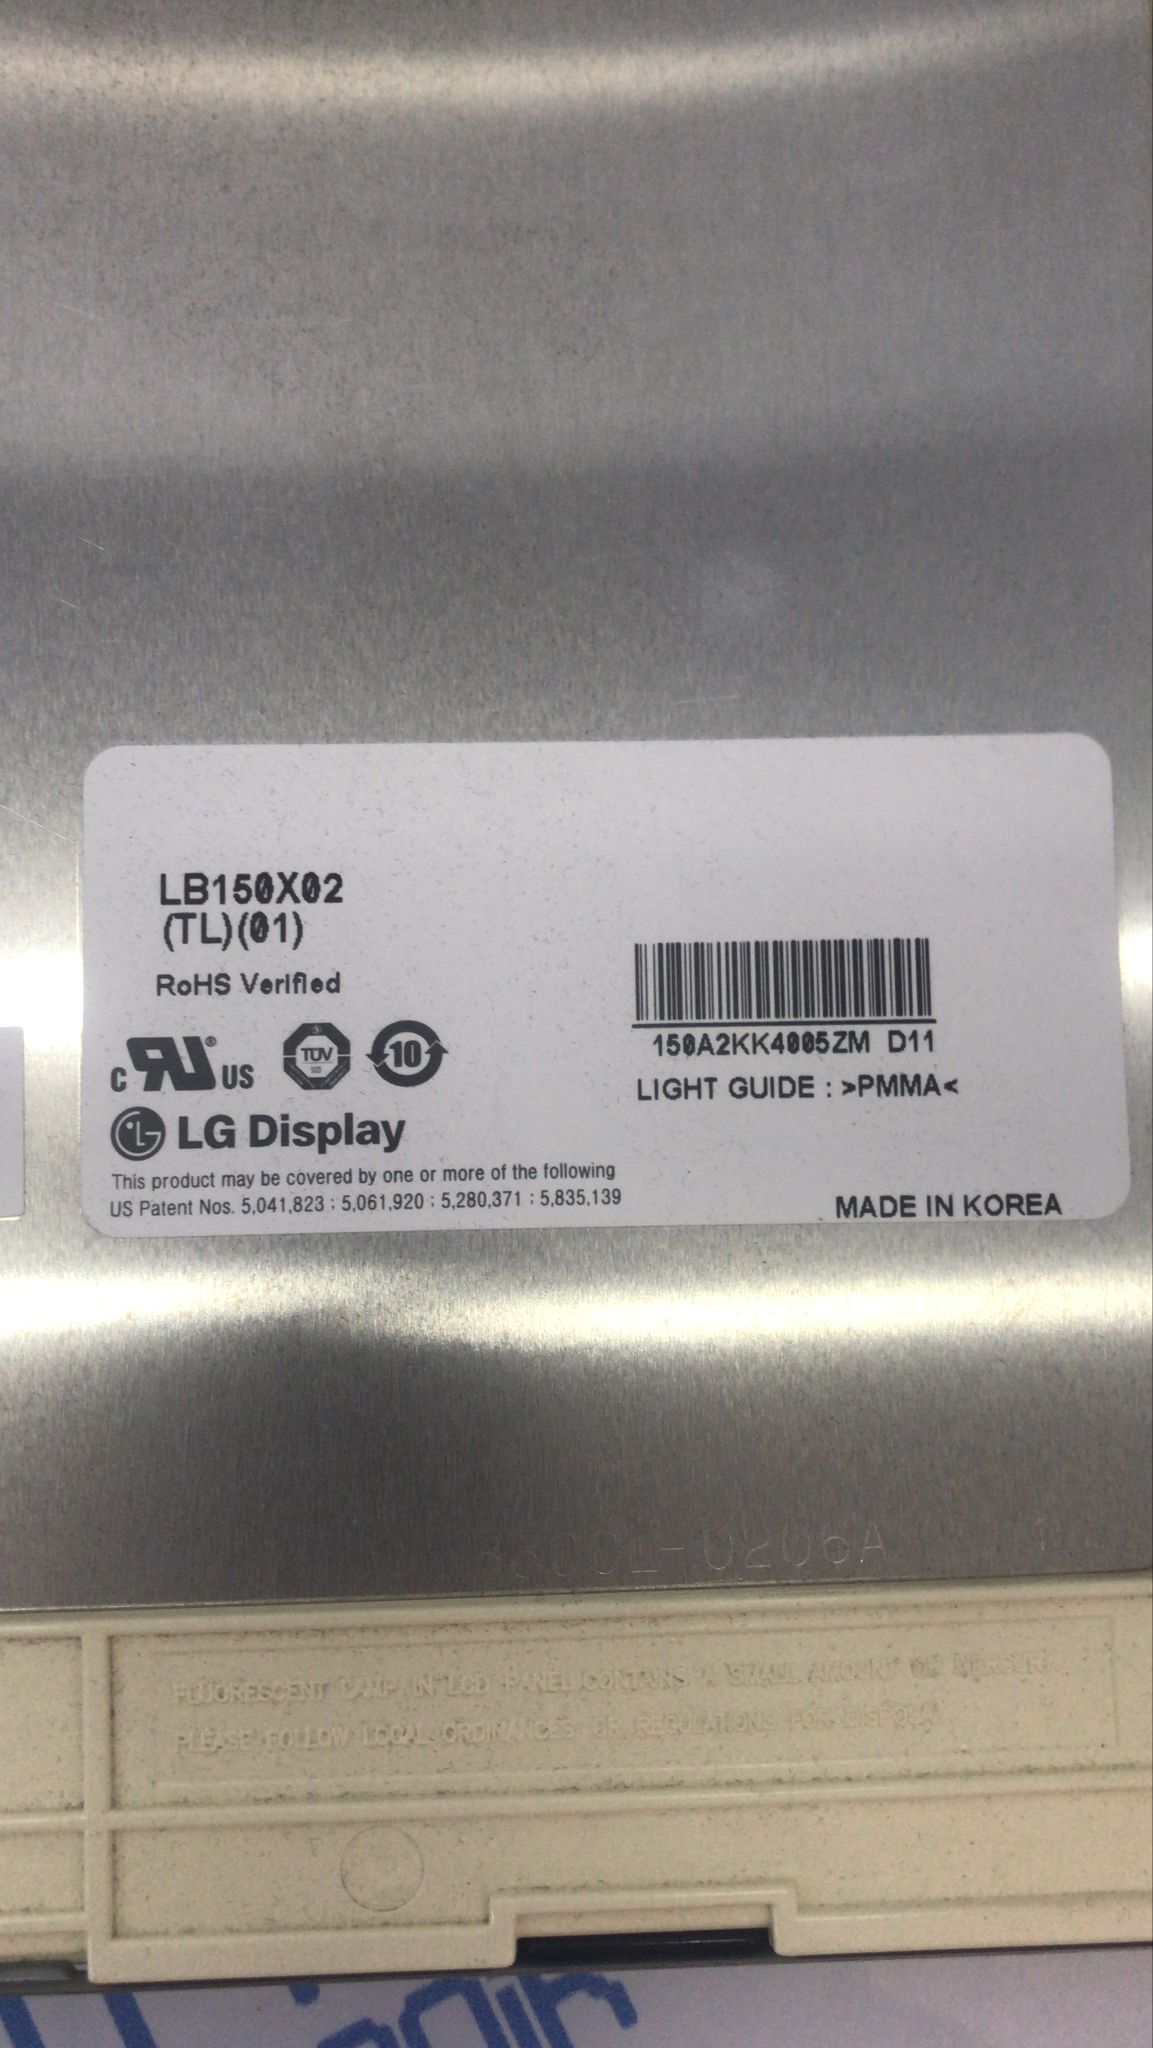 LB150X02
(TL)(01)
RoHS Verified
c RU ® US
TÜV
10
LG Display
This product may be covered by one or more of the following
US Patent Nos. 5,041,823 : 5,061,920 : 5,280,371 : 5,835,139
150A2KK4005ZM D11
LIGHT GUIDE : >PMMA<
MADE IN KOREA
0206A
FLUORESCENT LAMP IN LCD PANEL CONTAINS A SMALL AMOUNT OF MERCURY,
PLEASE FOLLOW LOCAL ORDINANCES OR REGULATIONS FOR DISPOSAL